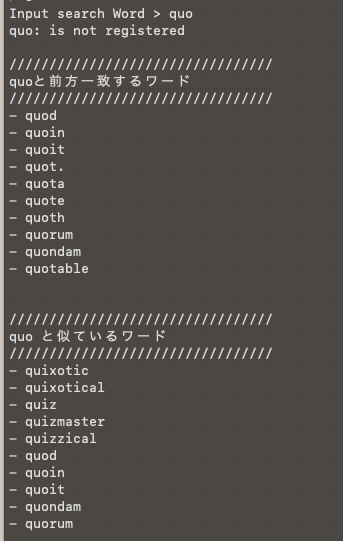 Input search Word > quo
quo: is not registered
/////////////////////////////////
quoと前方一致するワード
/////////////////////////////////
- quod
- quoin
- quoit
- quot.
- quota
- quote
- quoth
- quorum
- quondam
- quotable
/////////////////////////////////
quo と似ているワード
/////////////////////////////////
- quixotic
- quixotical
- quiz
- quizmaster
- quizzical
- quod
- quoin
- quoit
- quondam
- quorum